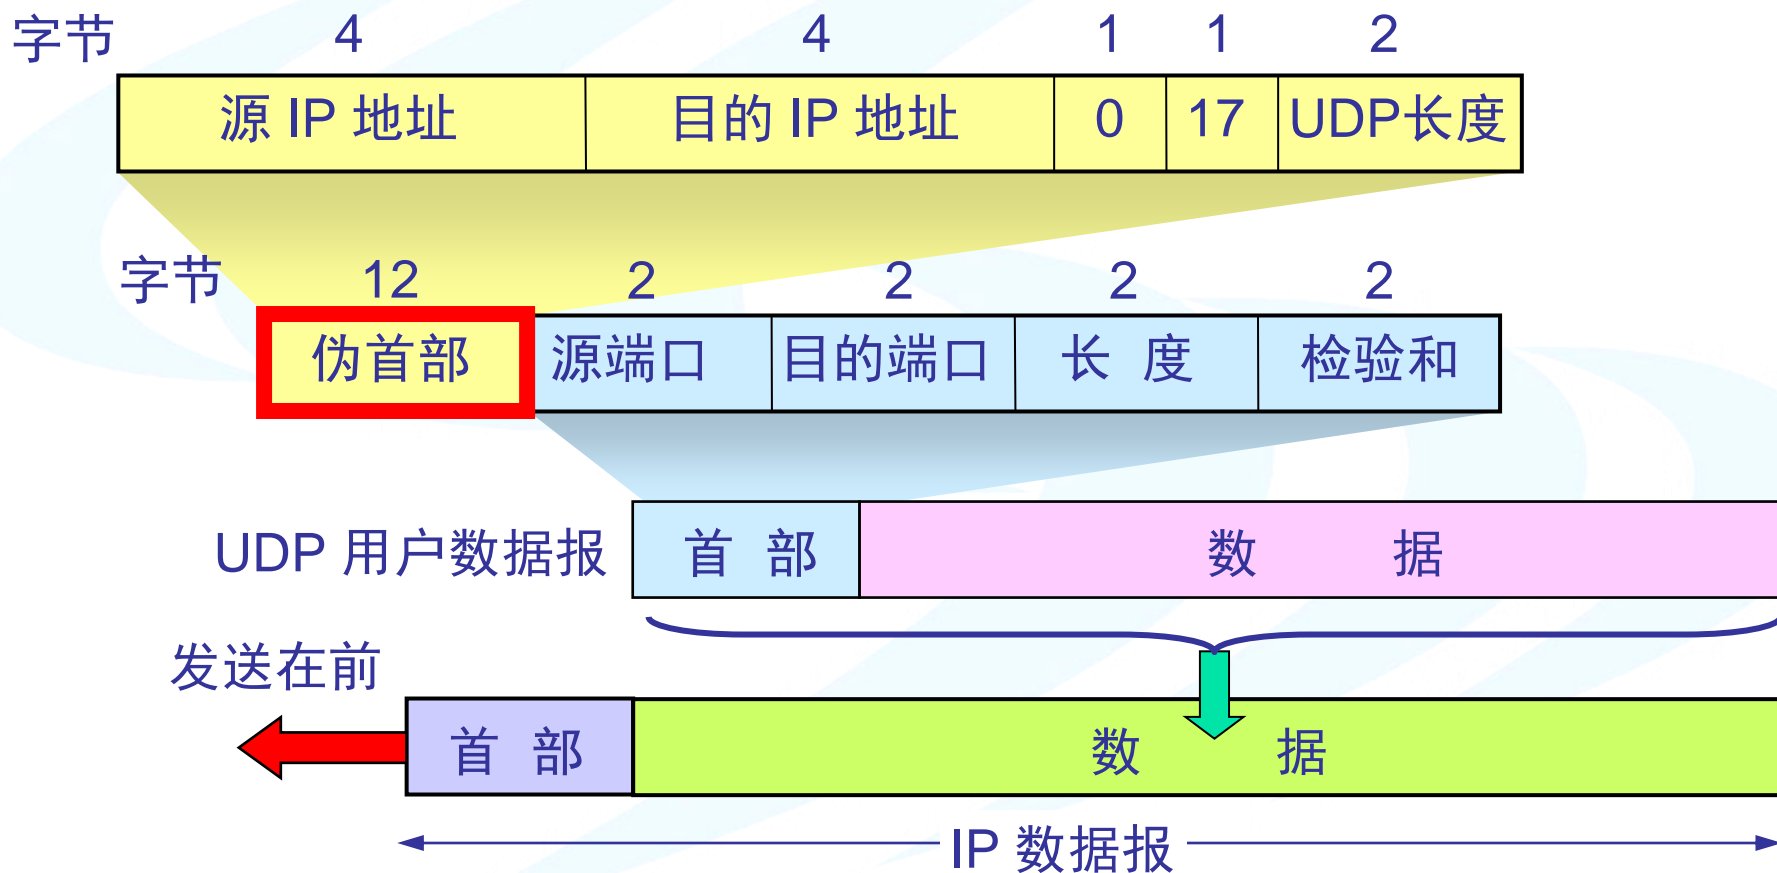 字节 4 4 1 1 2
源 IP 地址 目的 IP 地址 0 17 UDP长度
字节 12 2 2 2 2
伪首部 源端口 目的端口 长 度 检验和
UDP 用户数据报 首 部 数 据
发送在前
首 部 数 据
IP 数据报